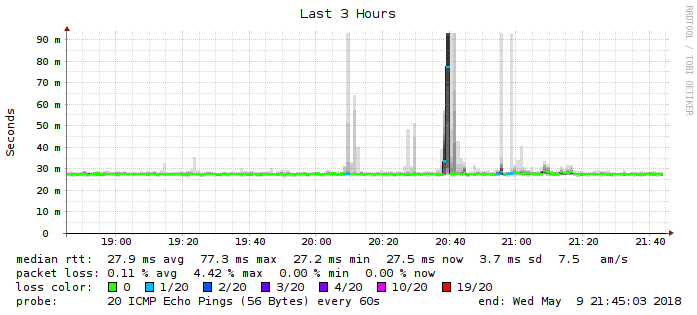 Last 3 Hours
RRDTOOL / TOBI OETIKER
Seconds
90 m
80 m
70 m
60 m
50 m
40 m
30 m
20 m
10 m
0
19:00 19:20 19:40 20:00 20:20 20:40 21:00 21:20 21:40
median rtt: 27.9 ms avg 77.3 ms max 27.2 ms min 27.5 ms now 3.7 ms sd 7.5 am/s
packet loss: 0.11 % avg 4.42 % max 0.00 % min 0.00 % now
loss color: 0 1/20 2/20 3/20 4/20 10/20 19/20
probe: 20 ICMP Echo Pings (56 Bytes) every 60s end: Wed May 9 21:45:03 2018